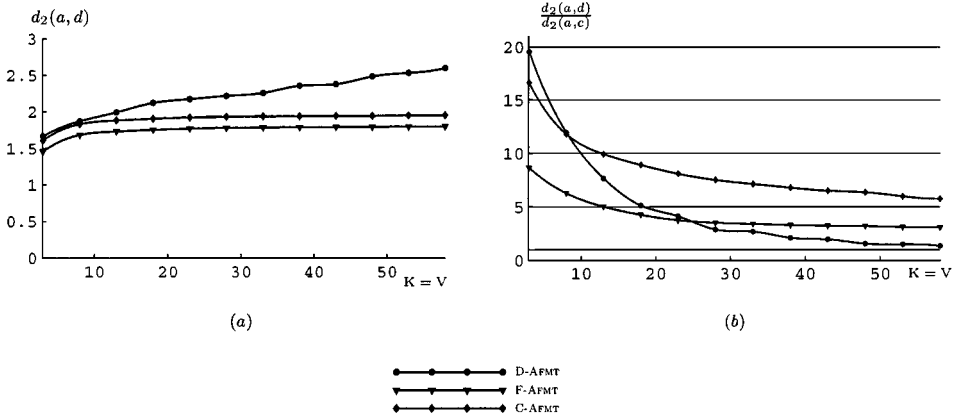 d₂(a, d)
3
2.5
2
1.5
1
0.5
0
10 20 30 40 50
K = V
(a)
d₂(a,d)
d₂(a,c)
20
15
10
5
0
10 20 30 40 50
K = V
(b)
D-AFMT
F-AFMT
C-AFMT